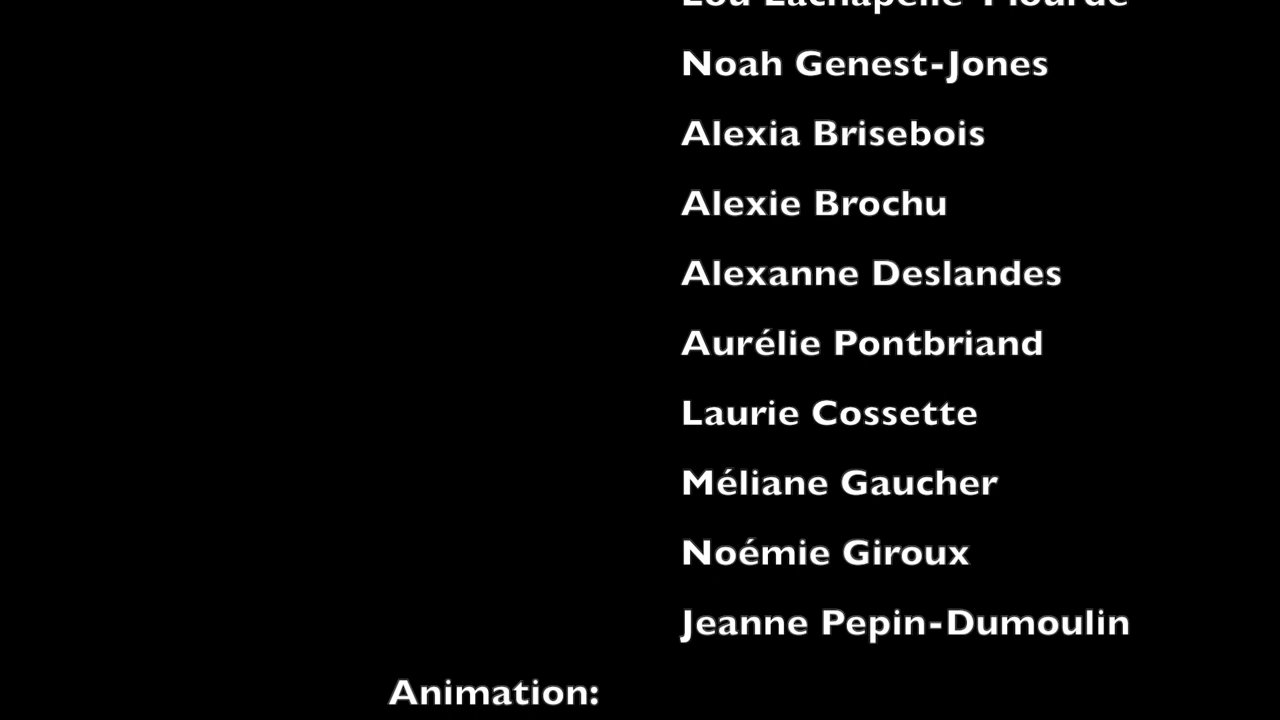 Lou Lachapelle-Plourde
Noah Genest-Jones
Alexia Brisebois
Alexie Brochu
Alexanne Deslandes
Aurélie Pontbriand
Laurie Cossette
Méliane Gaucher
Noémie Giroux
Jeanne Pepin-Dumoulin
Animation: